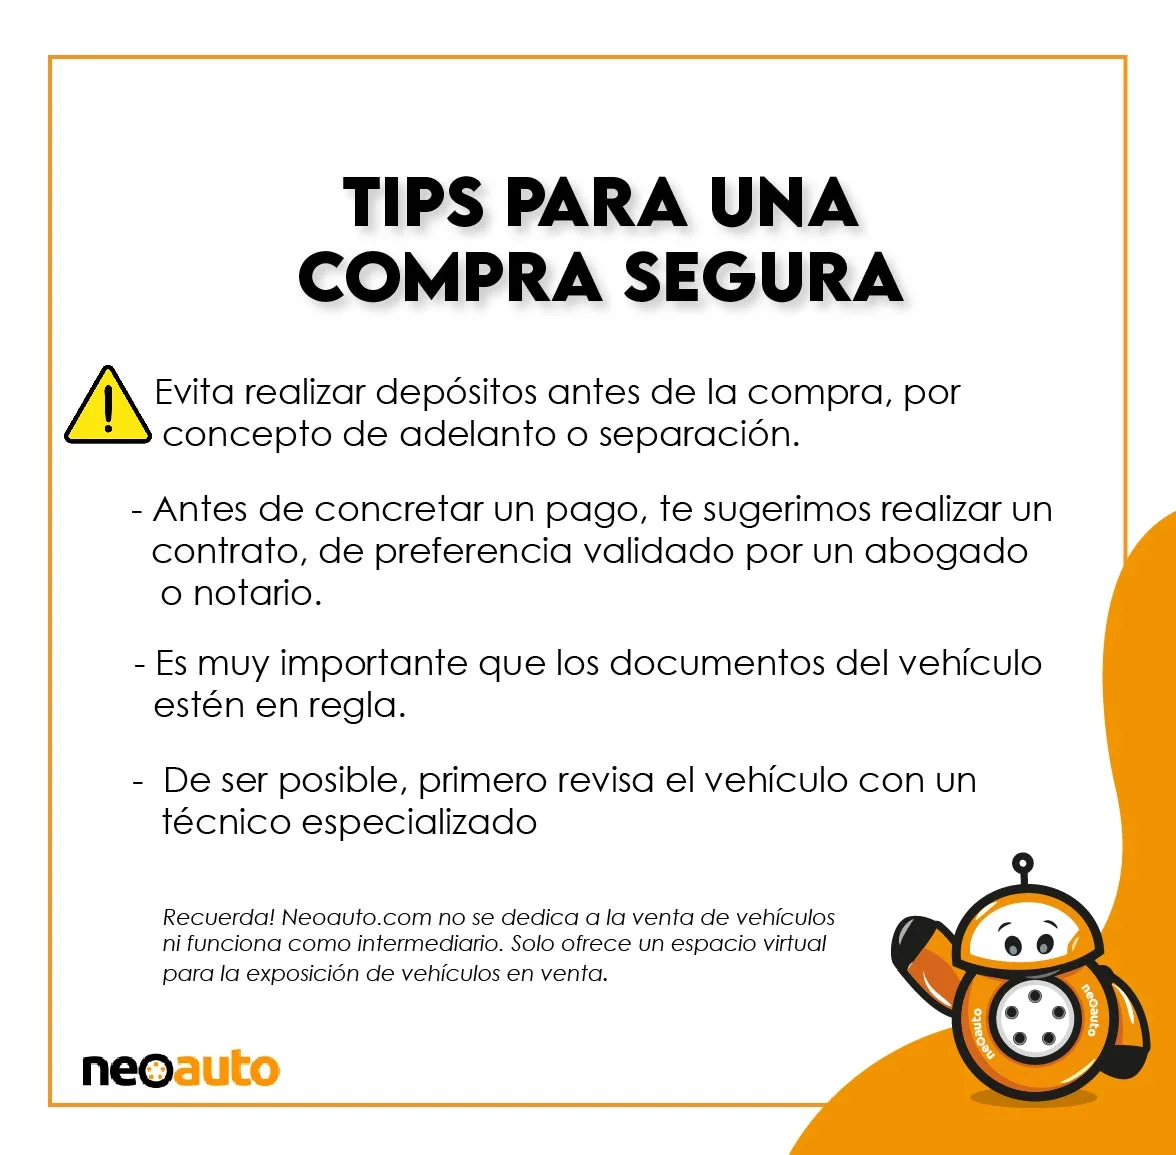 TIPS PARA UNA
COMPRA SEGURA
Evita realizar depósitos antes de la compra, por
concepto de adelanto o separación.
- Antes de concretar un pago, te sugerimos realizar un
contrato, de preferencia validado por un abogado
o notario.
- Es muy importante que los documentos del vehículo
estén en regla.
- De ser posible, primero revisa el vehículo con un
técnico especializado
Recuerda! Neoauto.com no se dedica a la venta de vehículos
ni funciona como intermediario. Solo ofrece un espacio virtual
para la exposición de vehículos en venta.
neoauto
neoauto
neoauto